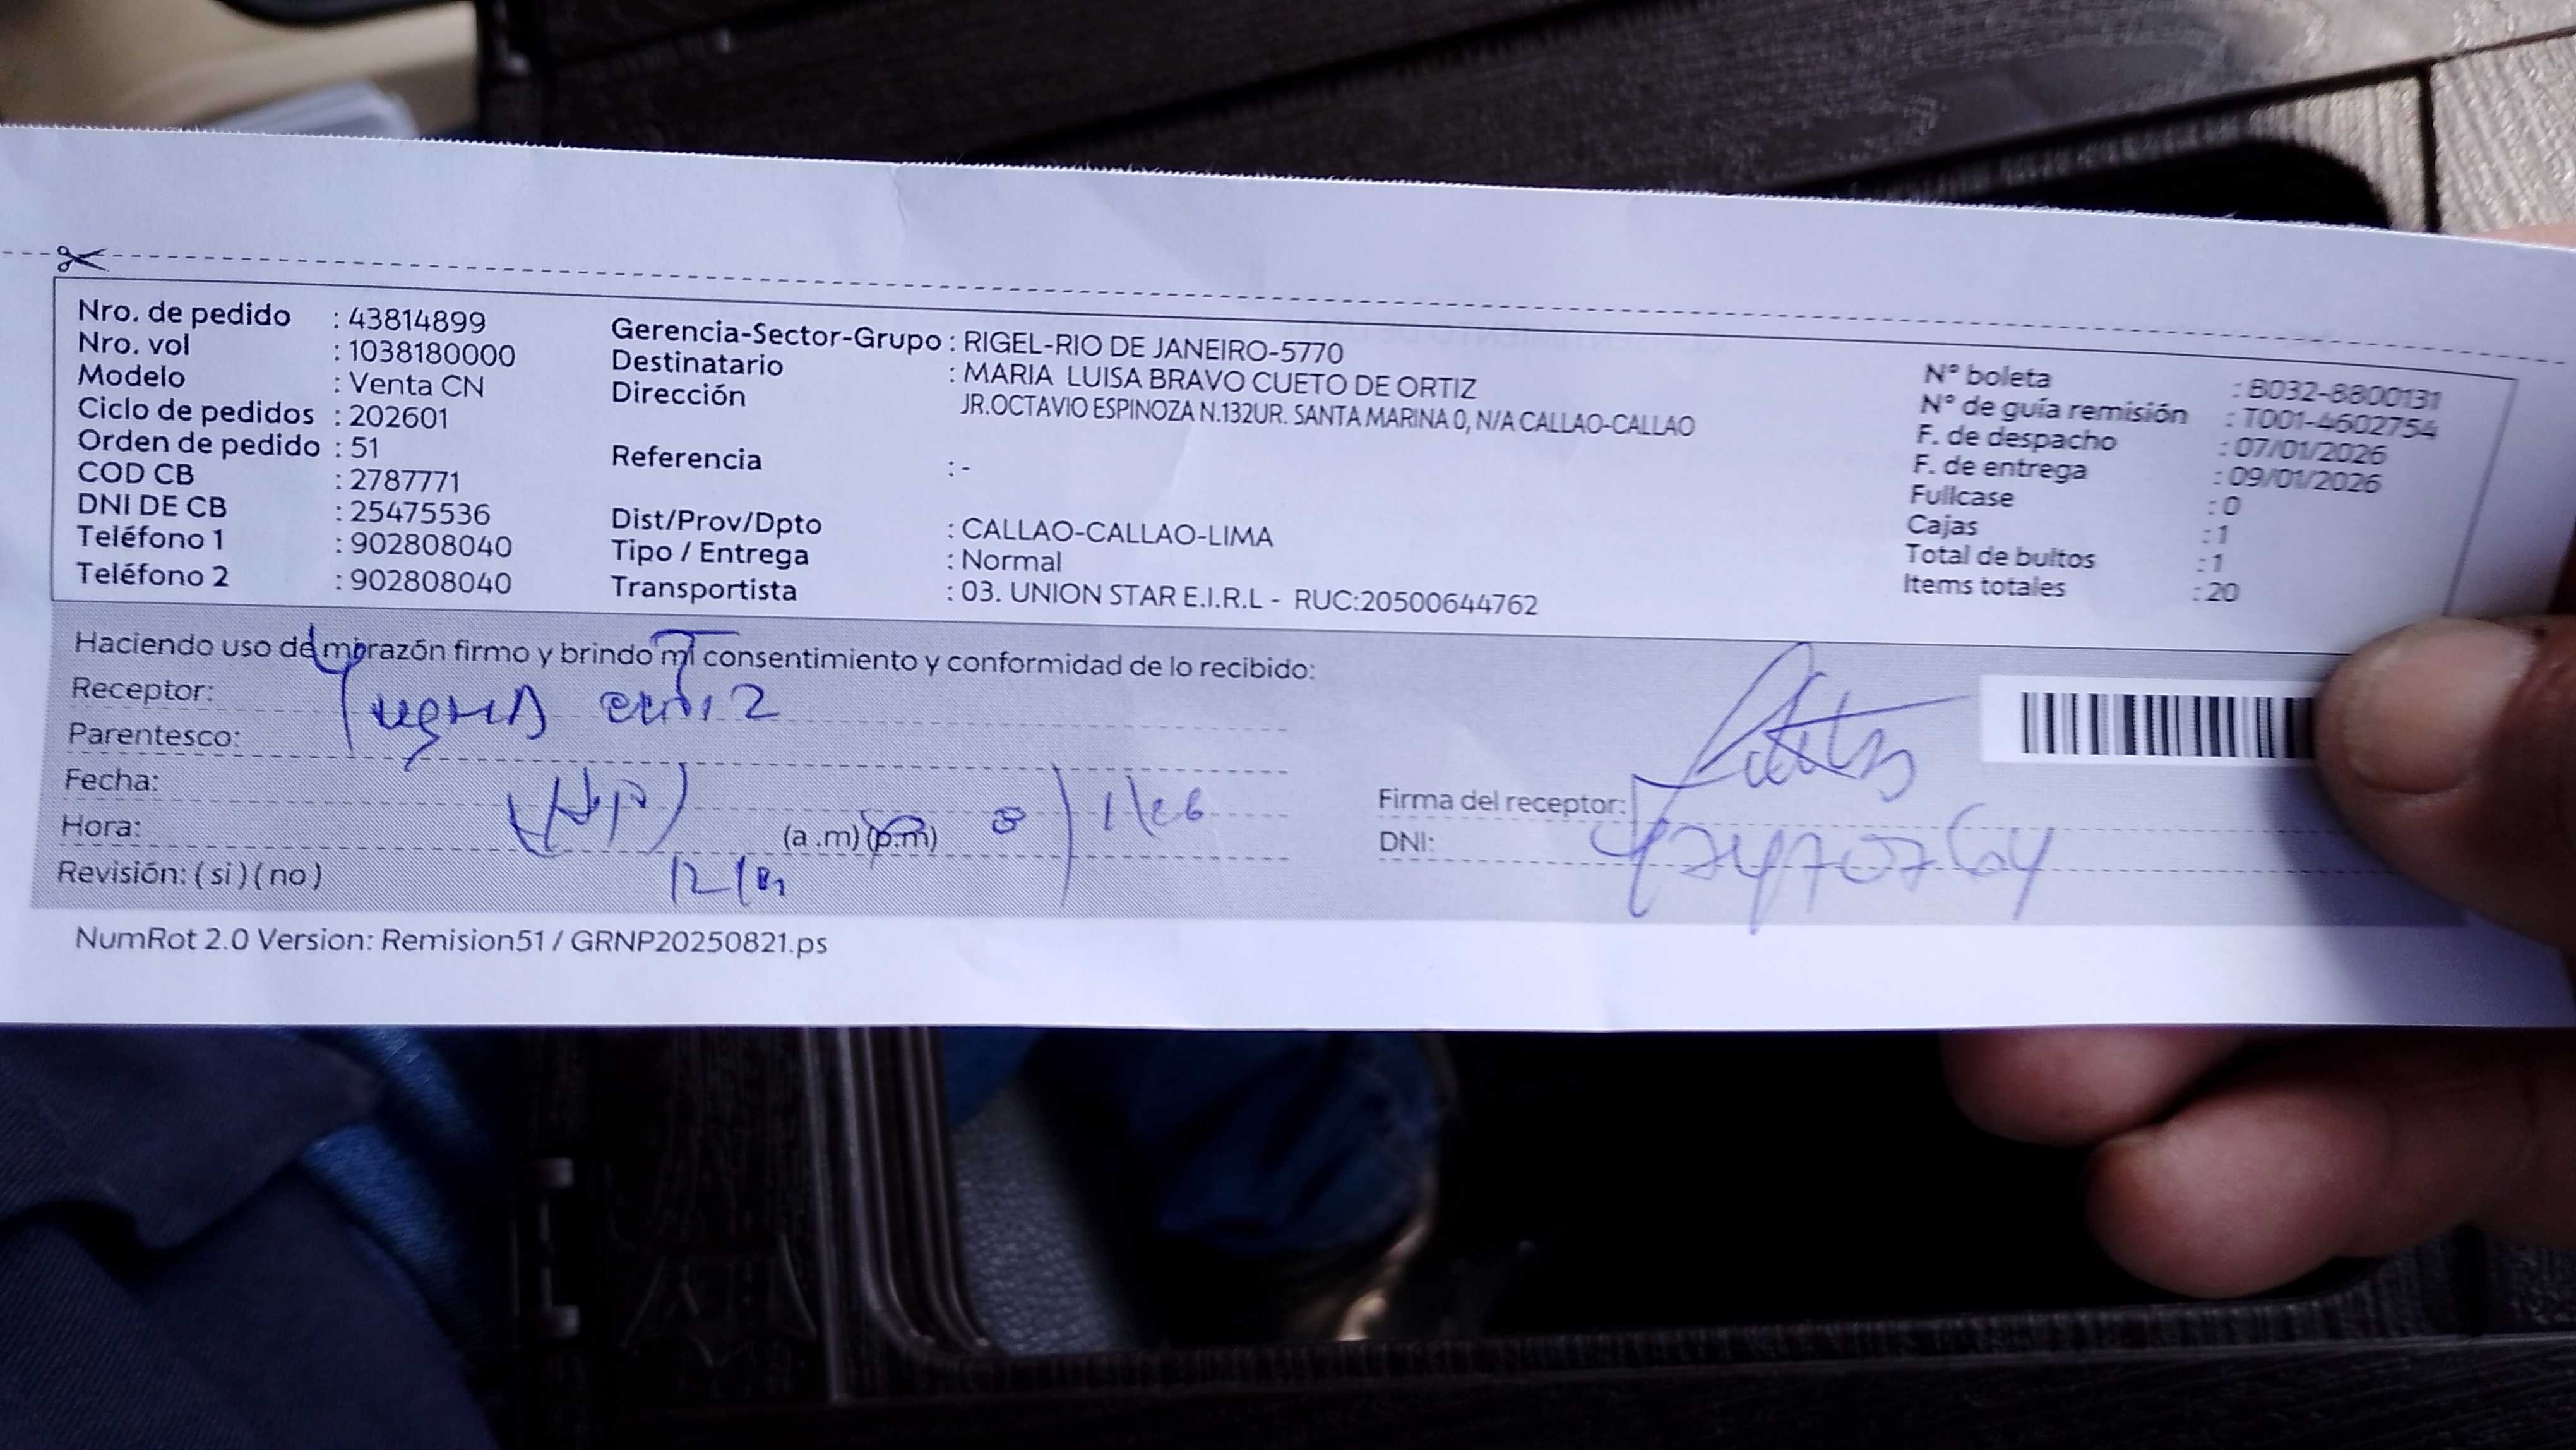 Nro. de pedido : 43814899
Nro. vol : 1038180000
Modelo : Venta CN
Ciclo de pedidos : 202601
Orden de pedido : 51
COD CB : 2787771
DNI DE CB : 25475536
Teléfono 1 : 902808040
Teléfono 2 : 902808040
Gerencia-Sector-Grupo : RIGEL-RIO DE JANEIRO-5770
Destinatario : MARIA LUISA BRAVO CUETO DE ORTIZ
Dirección JR.OCTAVIO ESPINOZA N.132UR. SANTA MARINA 0, N/A CALLAO-CALLAO
Referencia : -
Dist/Prov/Dpto : CALLAO-CALLAO-LIMA
Tipo / Entrega : Normal
Transportista : 03. UNION STAR E.I.R.L - RUC:20500644762
N° boleta : B032-8800131
N° de guía remisión : T001-4602754
F. de despacho : 07/01/2026
F. de entrega : 09/01/2026
Fullcase : 0
Cajas : 1
Total de bultos : 1
Items totales : 20
Haciendo uso de mi razón firmo y brindo mi consentimiento y conformidad de lo recibido:
Receptor:
Parentesco:
Fecha:
Hora: (a .m) (p.m)
Revisión: ( si ) ( no )
Firma del receptor:
DNI:
NumRot 2.0 Version: Remision51 / GRNP20250821.ps